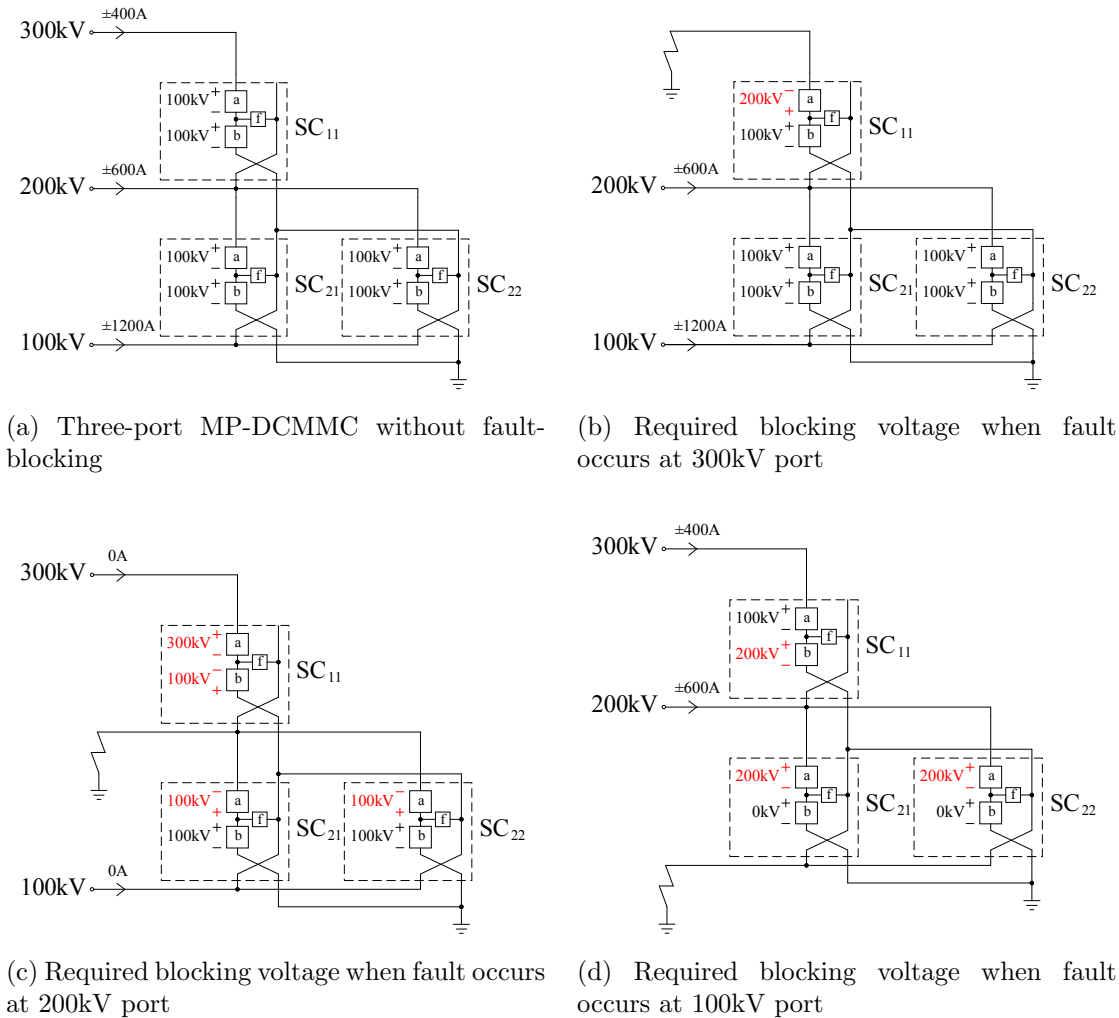 ±400A
300kV
100kV + a
− f
100kV + b
−
SC11
±600A
200kV
100kV + a
− f
100kV + b
−
SC21
100kV + a
− f
100kV + b
−
SC22
±1200A
100kV
(a) Three-port MP-DCMMC without fault-
blocking
200kV − a
+ f
100kV + b
−
SC11
±600A
200kV
100kV + a
− f
100kV + b
−
SC21
100kV + a
− f
100kV + b
−
SC22
±1200A
100kV
(b) Required blocking voltage when fault
occurs at 300kV port
0A
300kV
300kV + a
− f
100kV − b
+
SC11
200kV
100kV − a
+ f
100kV + b
−
SC21
100kV − a
+ f
100kV + b
−
SC22
0A
100kV
(c) Required blocking voltage when fault occurs
at 200kV port
±400A
300kV
100kV + a
− f
200kV + b
−
SC11
±600A
200kV
200kV + a
− f
0kV + b
−
SC21
200kV + a
− f
0kV + b
−
SC22
(d) Required blocking voltage when fault
occurs at 100kV port